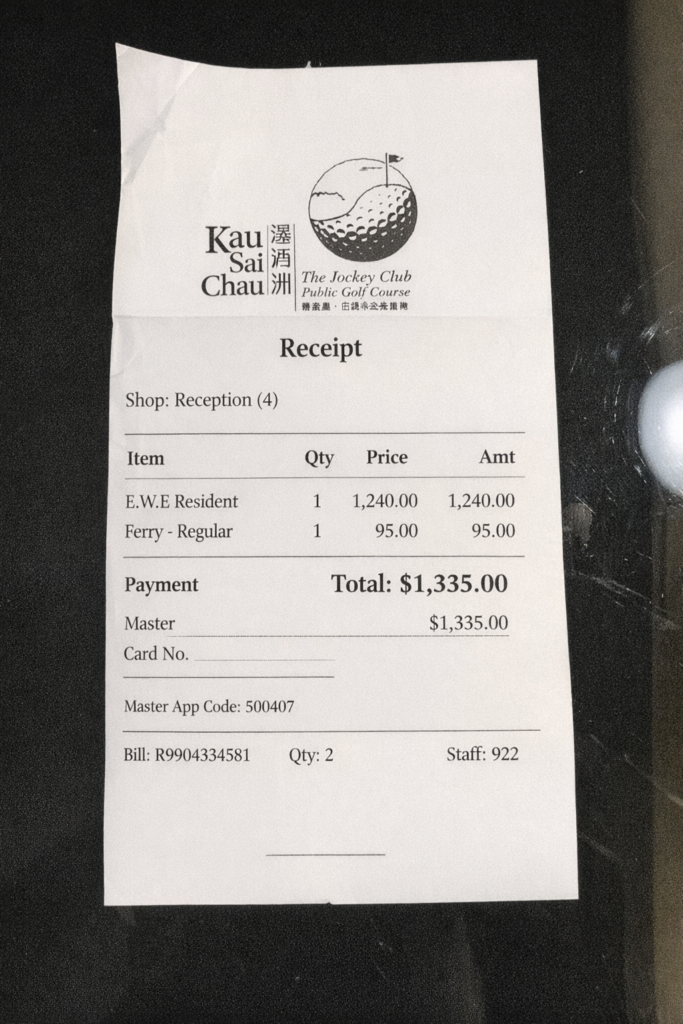 Kau
Sai
Chau
洲
The Jockey Club
Public Golf Course
Receipt
Shop: Reception (4)
Item Qty Price Amt
E.W.E Resident 1 1,240.00 1,240.00
Ferry - Regular 1 95.00 95.00
Payment Total: $1,335.00
Master $1,335.00
Card No.
Master App Code: 500407
Bill: R9904334581 Qty: 2 Staff: 922